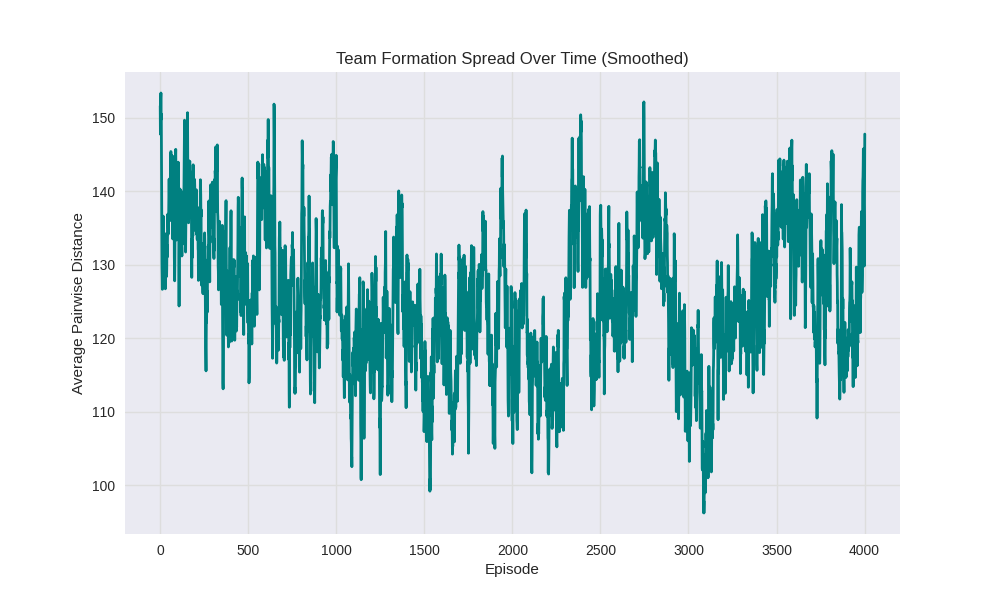 Team Formation Spread Over Time (Smoothed)
Average Pairwise Distance
150
140
130
120
110
100
0 500 1000 1500 2000 2500 3000 3500 4000
Episode